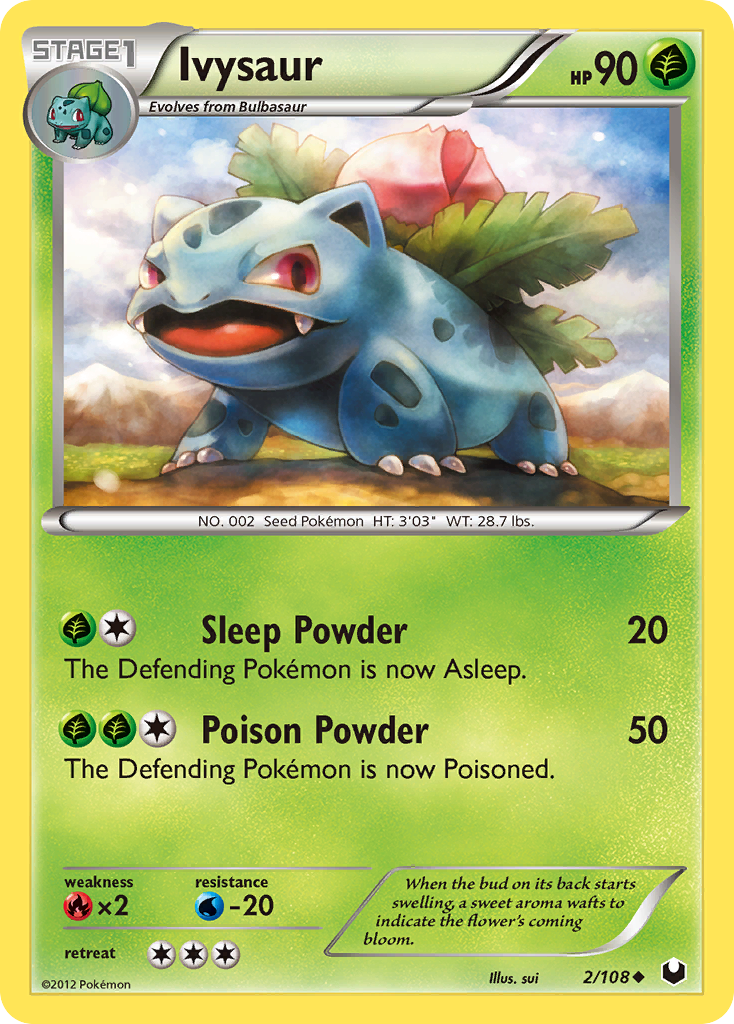 STAGE1
Ivysaur
HP 90
Evolves from Bulbasaur
NO. 002 Seed Pokémon HT: 3'03" WT: 28.7 lbs.
Sleep Powder 20
The Defending Pokémon is now Asleep.
Poison Powder 50
The Defending Pokémon is now Poisoned.
weakness
×2
resistance
-20
retreat
When the bud on its back starts
swelling, a sweet aroma wafts to
indicate the flower's coming
bloom.
©2012 Pokémon
Illus. sui
2/108